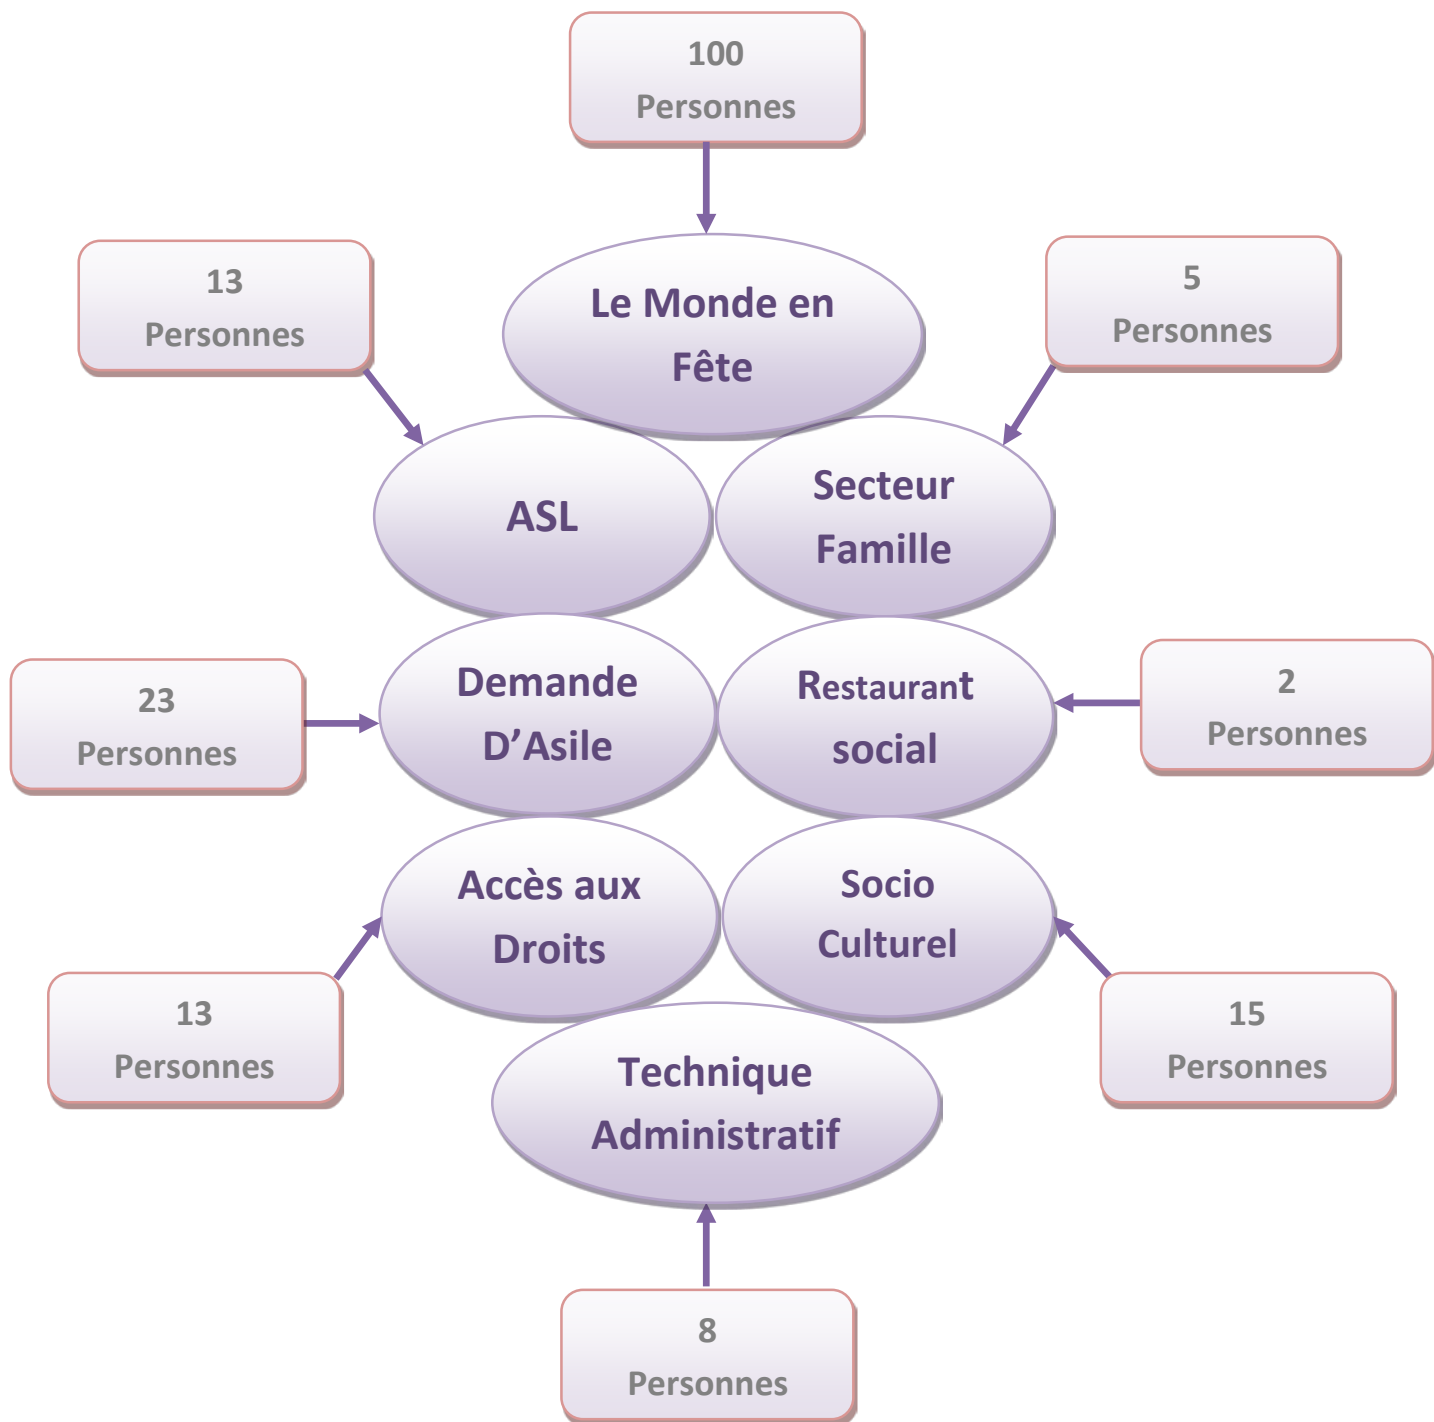 100
Personnes
Le Monde en
Fête
13
Personnes
5
Personnes
ASL
Secteur
Famille
23
Personnes
Demande
D’Asile
Restaurant
social
2
Personnes
Accès aux
Droits
Socio
Culturel
13
Personnes
15
Personnes
Technique
Administratif
8
Personnes